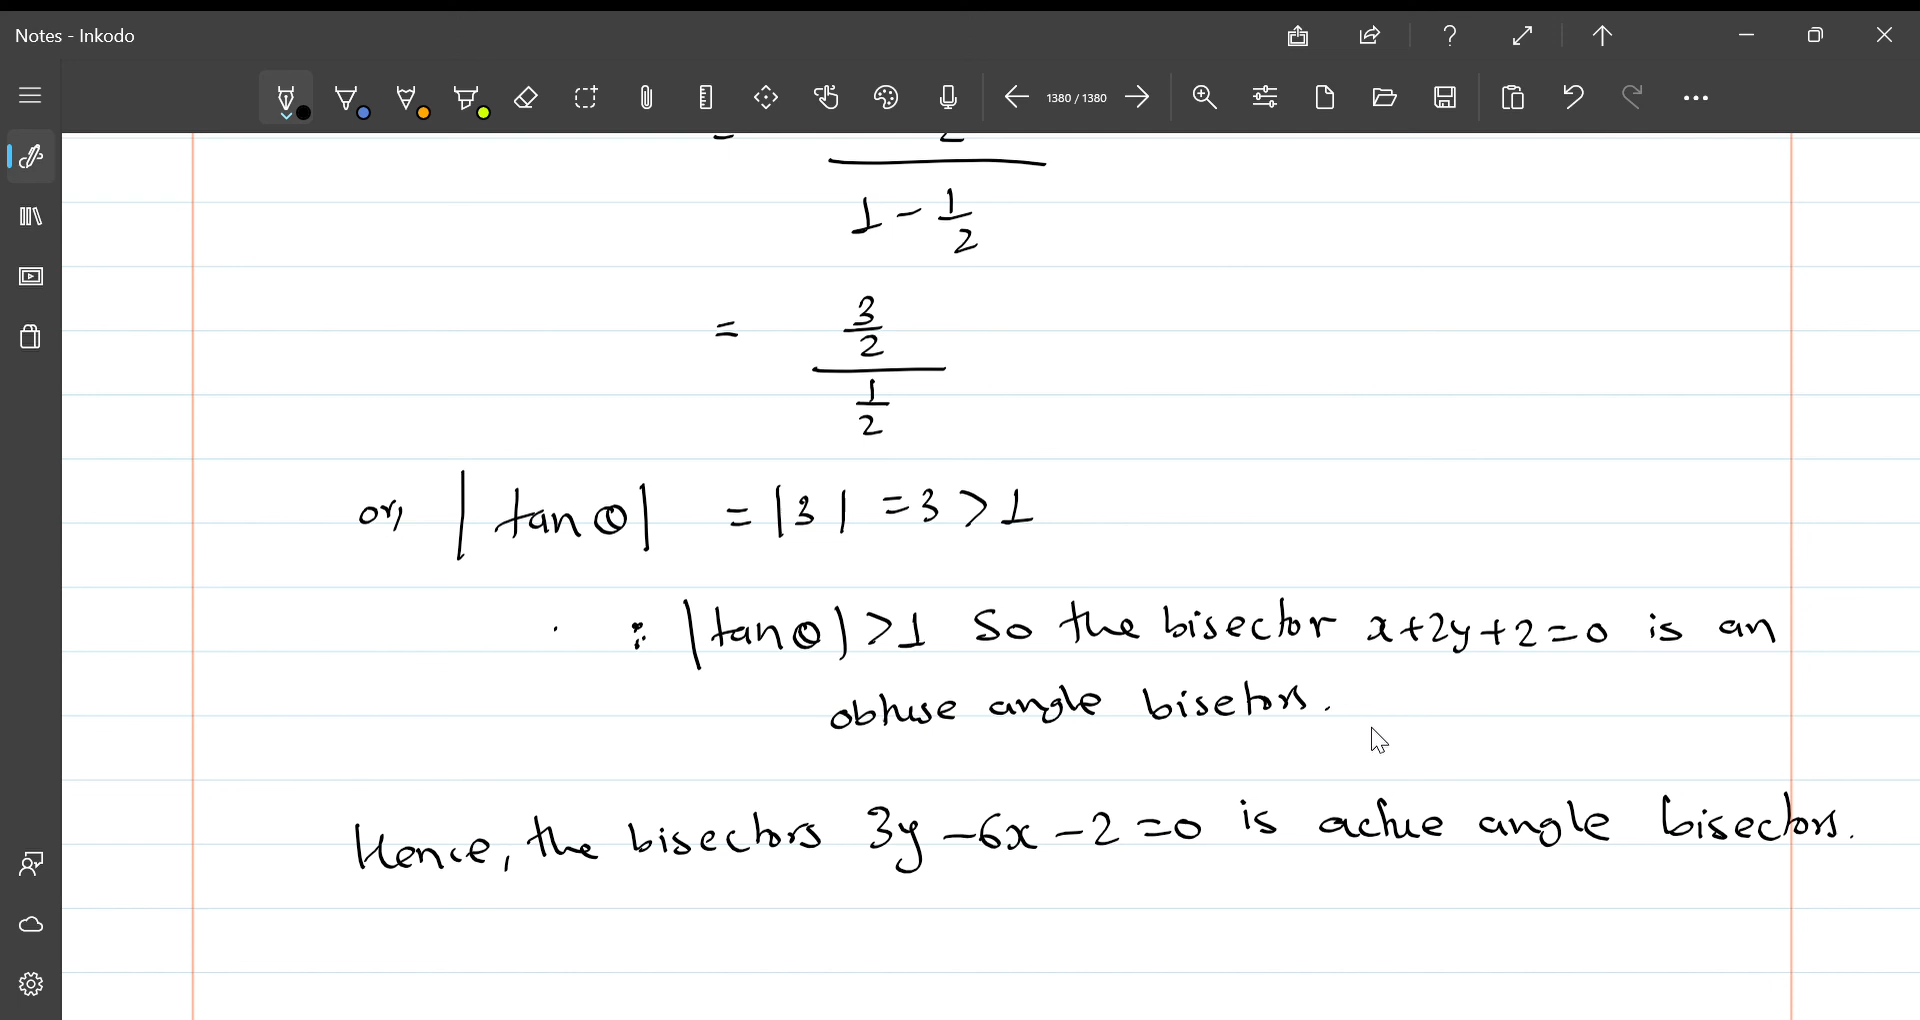 Notes - Inkodo
1380 / 1380
= 2
1 - 1/2
= 3/2
1/2
or, |tan θ| = |3| = 3 > 1
∴ |tan θ| > 1 So the bisector x+2y+2=0 is an
obtuse angle bisetors.
Hence, the bisectors 3y-6x-2=0 is acute angle bisectors.